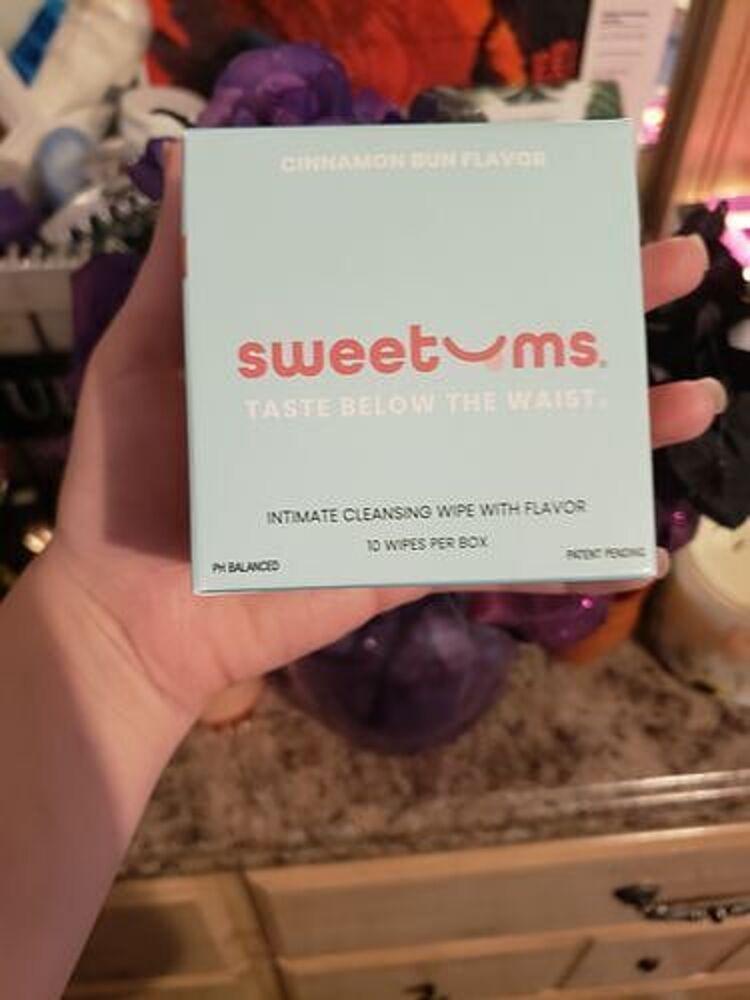 CINNAMON BUN FLAVOR
sweetums.
TASTE BELOW THE WAIST.
INTIMATE CLEANSING WIPE WITH FLAVOR
10 WIPES PER BOX
PH BALANCED
PATENT PENDING